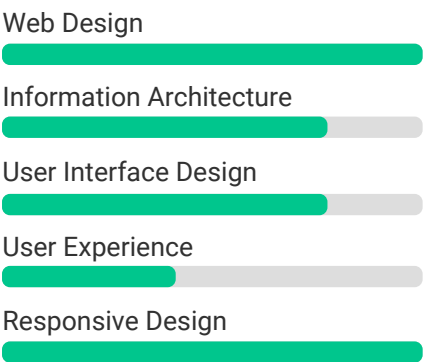 Web Design
Information Architecture
User Interface Design
User Experience
Responsive Design